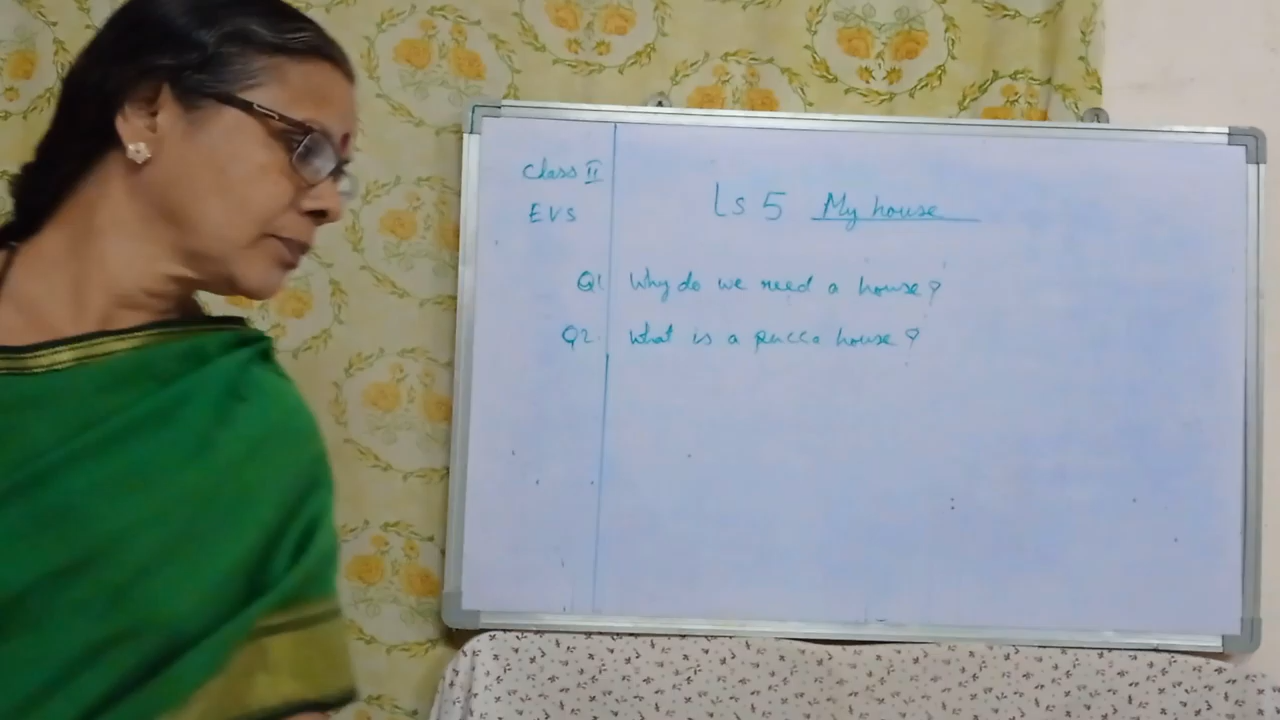 Class II
EVS
Ls 5 My house
Q1. Why do we need a house?
Q2. What is a pucca house?